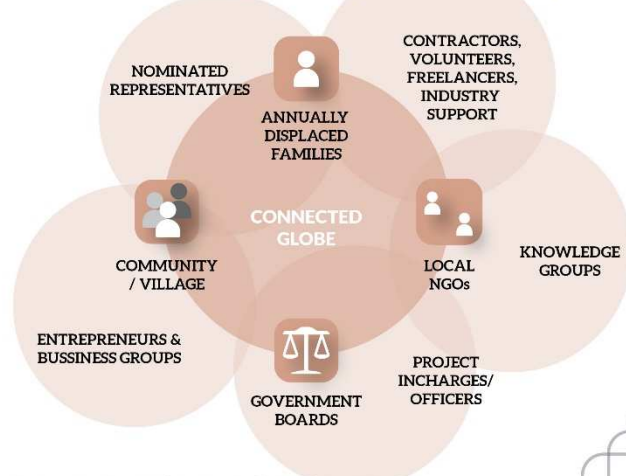 NOMINATED
REPRESENTATIVES
CONTRACTORS,
VOLUNTEERS,
FREELANCERS,
INDUSTRY
SUPPORT
ANNUALLY
DISPLACED
FAMILIES
CONNECTED
GLOBE
COMMUNITY
/ VILLAGE
LOCAL
NGOs
KNOWLEDGE
GROUPS
ENTREPRENEURS &
BUSSINESS GROUPS
GOVERNMENT
BOARDS
PROJECT
INCHARGES/
OFFICERS